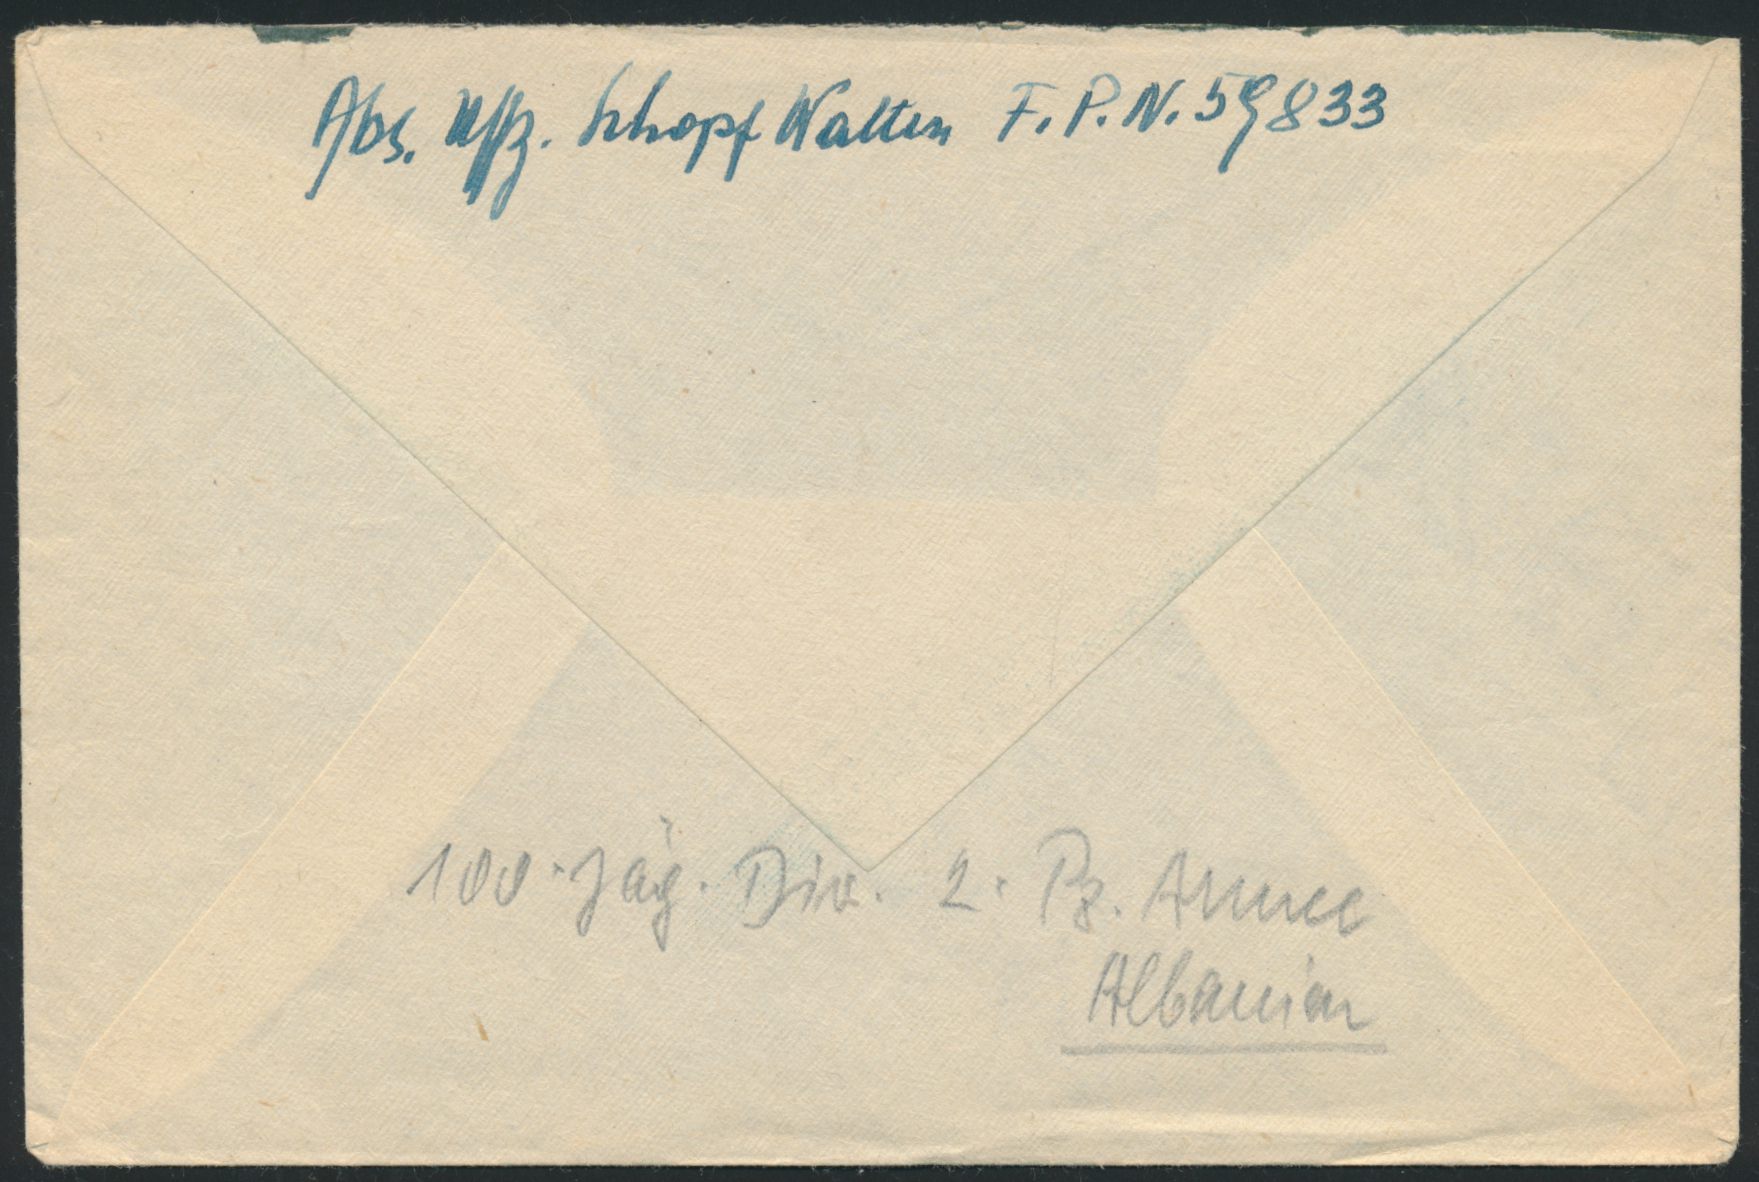 Abs. Uffz. Schopf Walter F.P.N. 59833
100. Jäg. Div. 2. Pz. Armee
Albanien